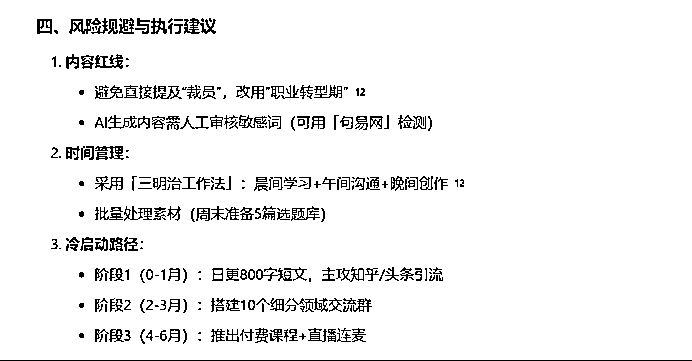 四、风险规避与执行建议
1. 内容红线：
• 避免直接提及“裁员”，改用“职业转型期” 12
• AI生成内容需人工审核敏感词（可用「句易网」检测）
2. 时间管理：
• 采用「三明治工作法」：晨间学习+午间沟通+晚间创作 12
• 批量处理素材（周末准备5篇选题库）
3. 冷启动路径：
• 阶段1（0-1月）：日更800字短文，主攻知乎/头条引流
• 阶段2（2-3月）：搭建10个细分领域交流群
• 阶段3（4-6月）：推出付费课程+直播连麦